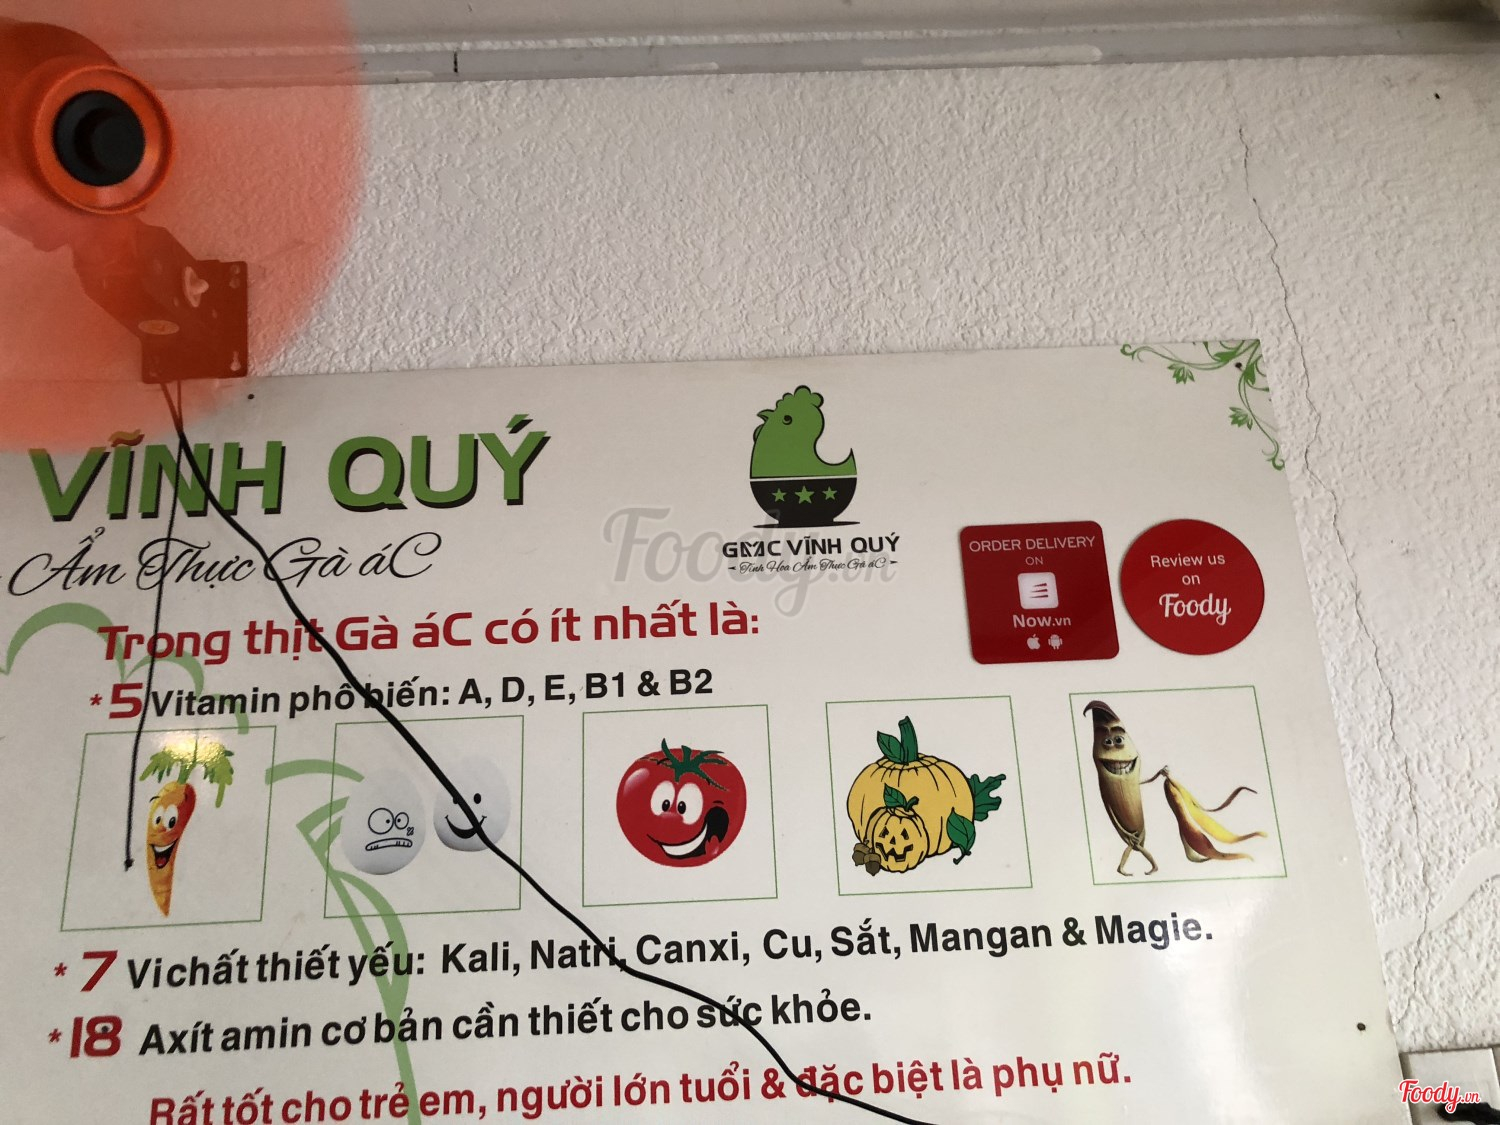 VĨNH QUÝ
Ẩm Thực Gà áC
GMC VĨNH QUÝ
Tinh Hoa Ẩm Thực Gà áC
ORDER DELIVERY
ON
Now.vn
Review us
on
Foody
Trong thịt Gà áC có ít nhất là:
* 5 Vitamin phổ biến: A, D, E, B1 & B2
* 7 Vi chất thiết yếu: Kali, Natri, Canxi, Cu, Sắt, Mangan & Magie.
* 18 Axít amin cơ bản cần thiết cho sức khỏe.
Rất tốt cho trẻ em, người lớn tuổi & đặc biệt là phụ nữ.
Foody.vn
Foody.vn